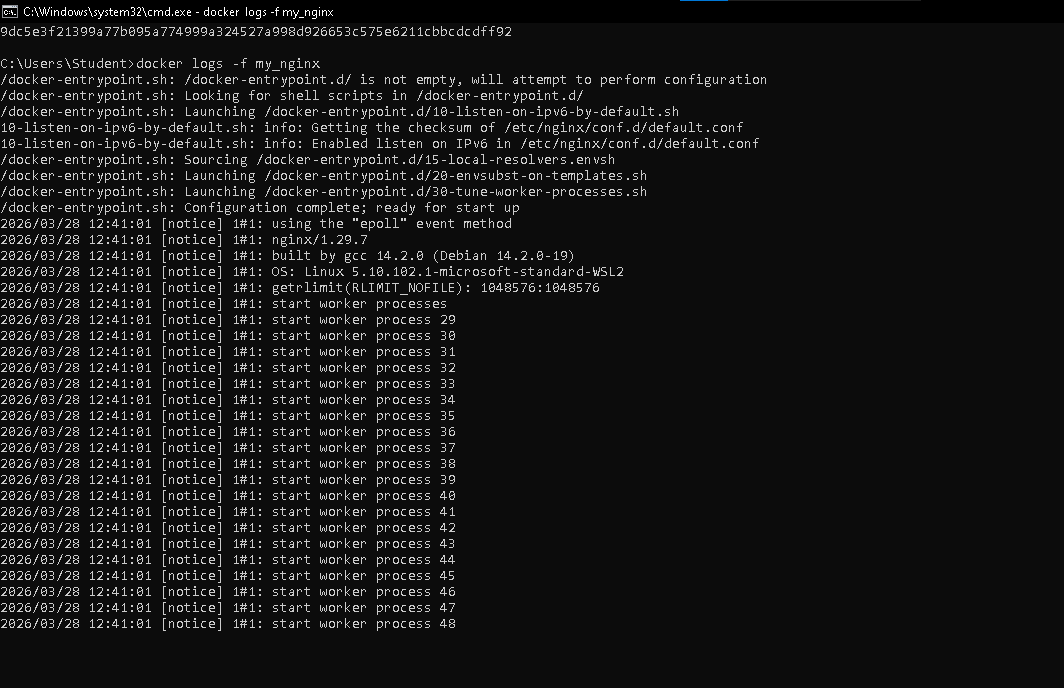 C:\Windows\system32\cmd.exe - docker logs -f my_nginx
9dc5e3f21399a77b095a774999a324527a998d926653c575e6211cbbcdcdff92
C:\Users\Student>docker logs -f my_nginx
/docker-entrypoint.sh: /docker-entrypoint.d/ is not empty, will attempt to perform configuration
/docker-entrypoint.sh: Looking for shell scripts in /docker-entrypoint.d/
/docker-entrypoint.sh: Launching /docker-entrypoint.d/10-listen-on-ipv6-by-default.sh
10-listen-on-ipv6-by-default.sh: info: Getting the checksum of /etc/nginx/conf.d/default.conf
10-listen-on-ipv6-by-default.sh: info: Enabled listen on IPv6 in /etc/nginx/conf.d/default.conf
/docker-entrypoint.sh: Sourcing /docker-entrypoint.d/15-local-resolvers.envsh
/docker-entrypoint.sh: Launching /docker-entrypoint.d/20-envsubst-on-templates.sh
/docker-entrypoint.sh: Launching /docker-entrypoint.d/30-tune-worker-processes.sh
/docker-entrypoint.sh: Configuration complete; ready for start up
2026/03/28 12:41:01 [notice] 1#1: using the "epoll" event method
2026/03/28 12:41:01 [notice] 1#1: nginx/1.29.7
2026/03/28 12:41:01 [notice] 1#1: built by gcc 14.2.0 (Debian 14.2.0-19)
2026/03/28 12:41:01 [notice] 1#1: OS: Linux 5.10.102.1-microsoft-standard-WSL2
2026/03/28 12:41:01 [notice] 1#1: getrlimit(RLIMIT_NOFILE): 1048576:1048576
2026/03/28 12:41:01 [notice] 1#1: start worker processes
2026/03/28 12:41:01 [notice] 1#1: start worker process 29
2026/03/28 12:41:01 [notice] 1#1: start worker process 30
2026/03/28 12:41:01 [notice] 1#1: start worker process 31
2026/03/28 12:41:01 [notice] 1#1: start worker process 32
2026/03/28 12:41:01 [notice] 1#1: start worker process 33
2026/03/28 12:41:01 [notice] 1#1: start worker process 34
2026/03/28 12:41:01 [notice] 1#1: start worker process 35
2026/03/28 12:41:01 [notice] 1#1: start worker process 36
2026/03/28 12:41:01 [notice] 1#1: start worker process 37
2026/03/28 12:41:01 [notice] 1#1: start worker process 38
2026/03/28 12:41:01 [notice] 1#1: start worker process 39
2026/03/28 12:41:01 [notice] 1#1: start worker process 40
2026/03/28 12:41:01 [notice] 1#1: start worker process 41
2026/03/28 12:41:01 [notice] 1#1: start worker process 42
2026/03/28 12:41:01 [notice] 1#1: start worker process 43
2026/03/28 12:41:01 [notice] 1#1: start worker process 44
2026/03/28 12:41:01 [notice] 1#1: start worker process 45
2026/03/28 12:41:01 [notice] 1#1: start worker process 46
2026/03/28 12:41:01 [notice] 1#1: start worker process 47
2026/03/28 12:41:01 [notice] 1#1: start worker process 48